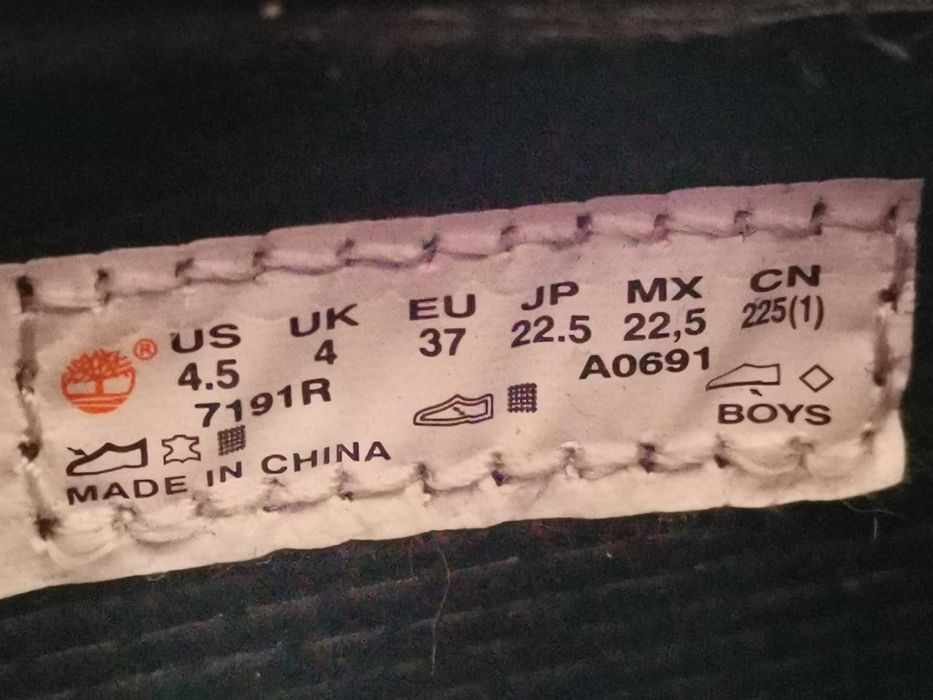 ® US UK EU JP MX CN
4.5 4 37 22.5 22,5 225(1)
7191R A0691
BOYS
MADE IN CHINA